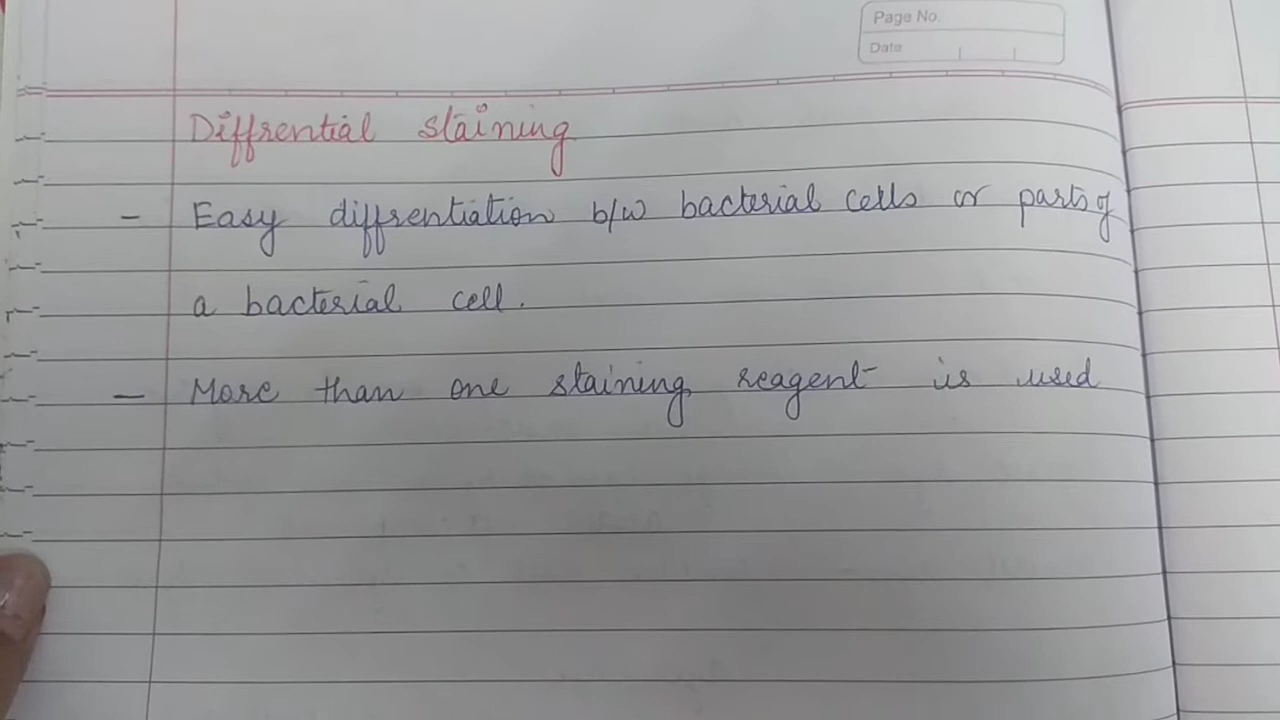 Page No.
Date
Diffrential staining
- Easy diffrentiation b/w bacterial cells or parts of
a bacterial cell.
- More than one staining reagent is used